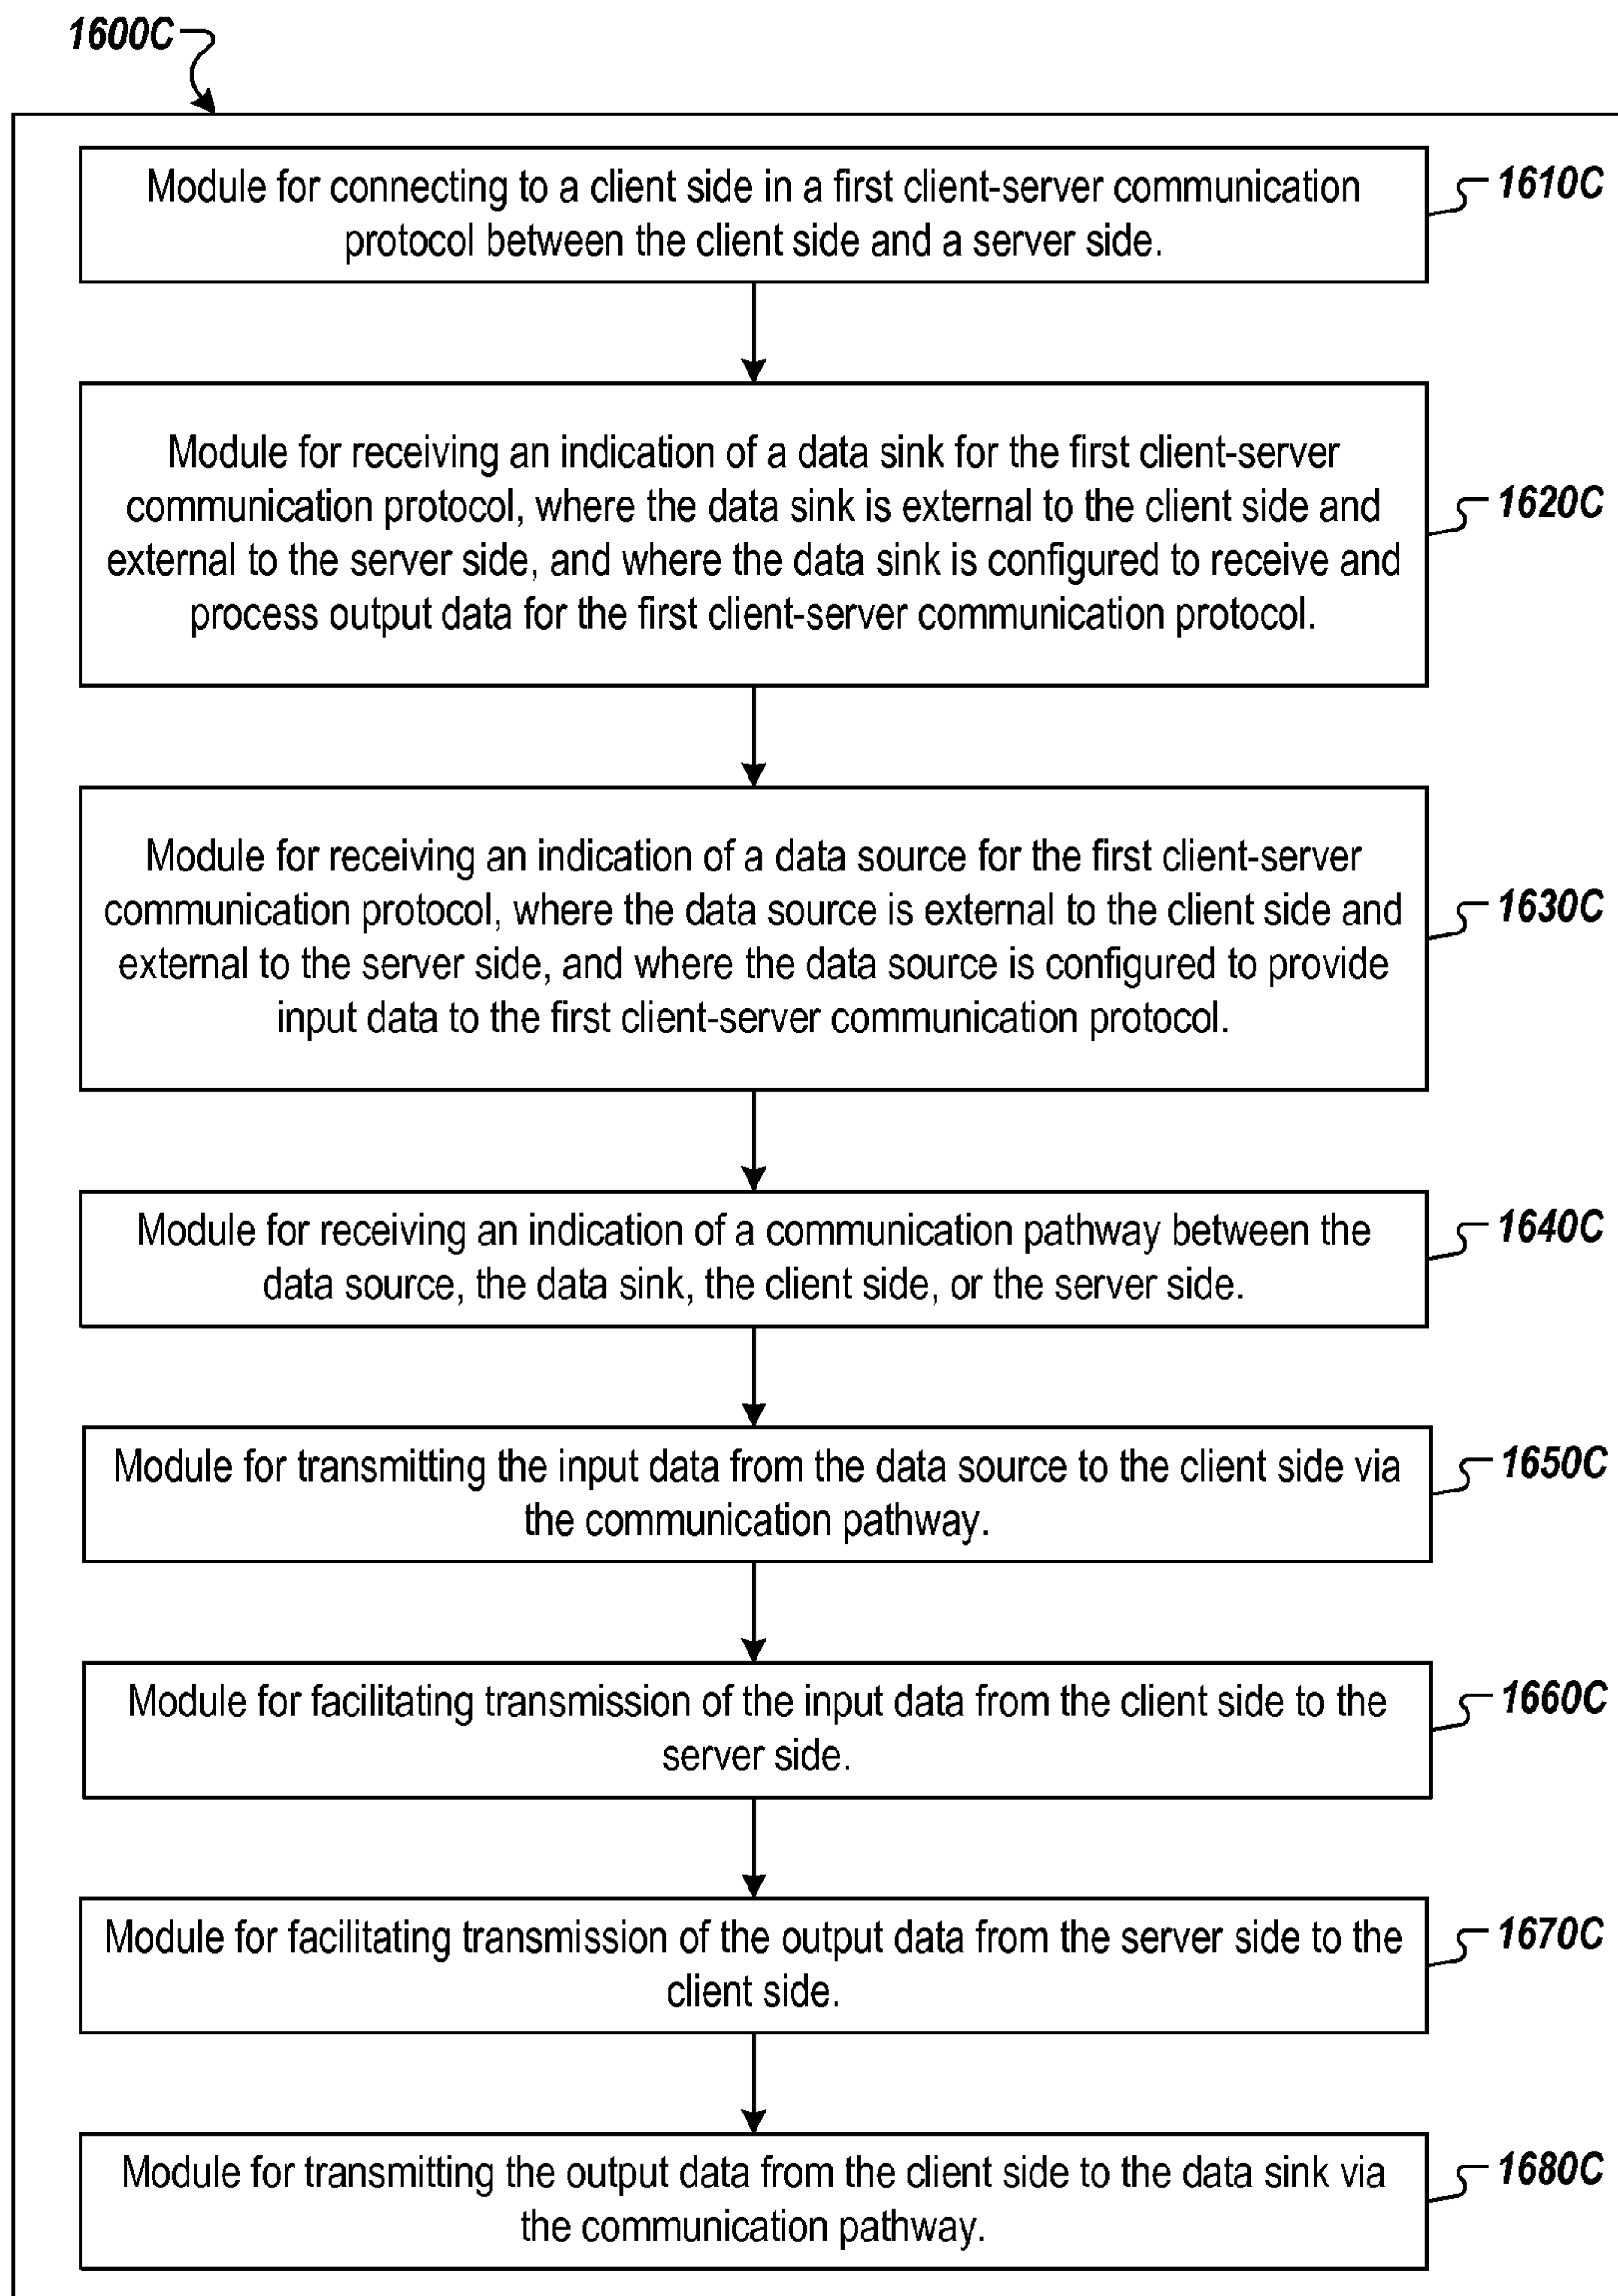 1600C
Module for connecting to a client side in a first client-server communication
protocol between the client side and a server side.
1610C
Module for receiving an indication of a data sink for the first client-server
communication protocol, where the data sink is external to the client side and
external to the server side, and where the data sink is configured to receive and
process output data for the first client-server communication protocol.
1620C
Module for receiving an indication of a data source for the first client-server
communication protocol, where the data source is external to the client side and
external to the server side, and where the data source is configured to provide
input data to the first client-server communication protocol.
1630C
Module for receiving an indication of a communication pathway between the
data source, the data sink, the client side, or the server side.
1640C
Module for transmitting the input data from the data source to the client side via
the communication pathway.
1650C
Module for facilitating transmission of the input data from the client side to the
server side.
1660C
Module for facilitating transmission of the output data from the server side to the
client side.
1670C
Module for transmitting the output data from the client side to the data sink via
the communication pathway.
1680C